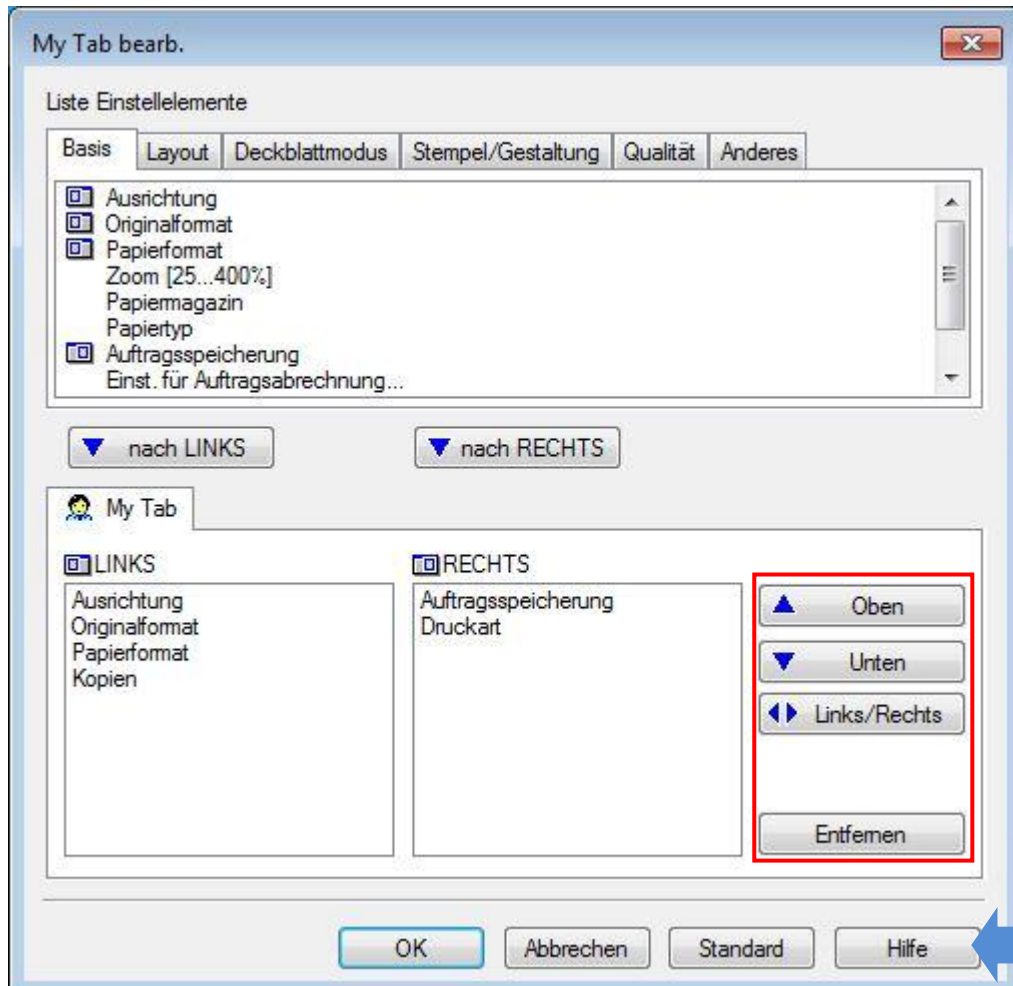 My Tab bearb.
Liste Einstellelemente
Basis Layout Deckblattmodus Stempel/Gestaltung Qualität Anderes
Ausrichtung
Originalformat
Papierformat
Zoom [25...400%]
Papiermagazin
Papiertyp
Auftragsspeicherung
Einst. für Auftragsabrechnung...
nach LINKS nach RECHTS
My Tab
LINKS
Ausrichtung
Originalformat
Papierformat
Kopien
RECHTS
Auftragsspeicherung
Druckart
Oben
Unten
Links/Rechts
Entfernen
OK Abbrechen Standard Hilfe